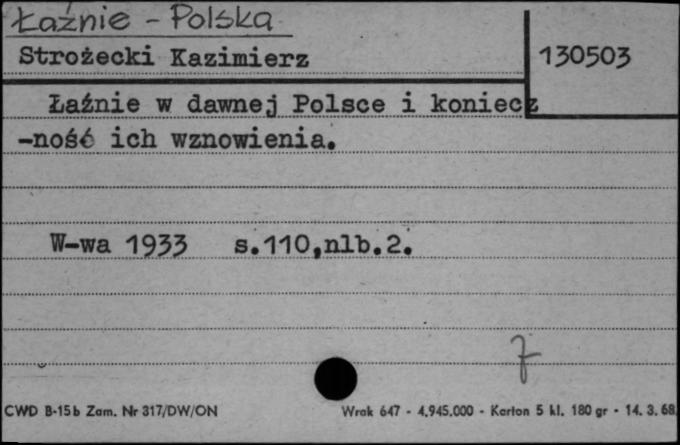 Łaźnie - Polska
Strożecki Kazimierz
130503
Łaźnie w dawnej Polsce i koniecz
-ność ich wznowienia.
W-wa 1933 s.110,nlb.2.
7
CWD B-15b Zam. Nr 317/DW/ON
Wrak 647 - 4.945.000 - Karton 5 kl. 180 gr - 14. 3. 68.